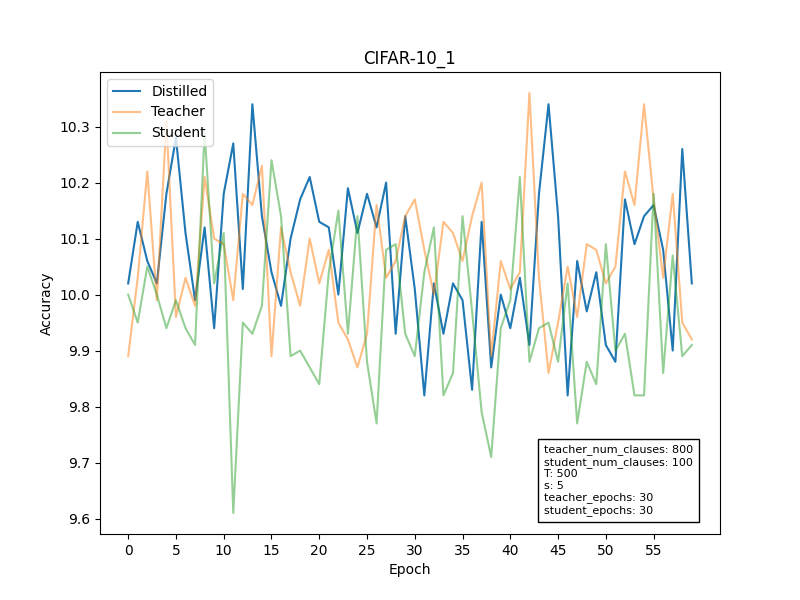 CIFAR-10_1
Distilled
Teacher
Student
Accuracy
10.3
10.2
10.1
10.0
9.9
9.8
9.7
9.6
teacher_num_clauses: 800
student_num_clauses: 100
T: 500
s: 5
teacher_epochs: 30
student_epochs: 30
0 5 10 15 20 25 30 35 40 45 50 55
Epoch